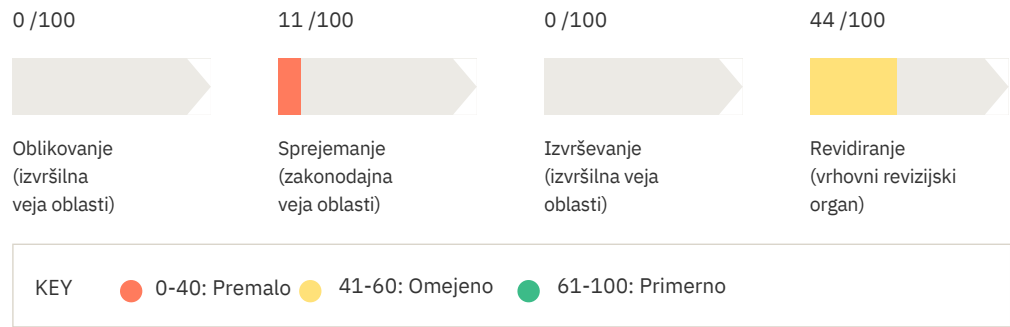 0 /100
Oblikovanje
(izvršilna
veja oblasti)
11 /100
Sprejemanje
(zakonodajna
veja oblasti)
0 /100
Izvrševanje
(izvršilna veja
oblasti)
44 /100
Revidiranje
(vrhovni revizijski
organ)
KEY
0-40: Premalo
41-60: Omejeno
61-100: Primerno